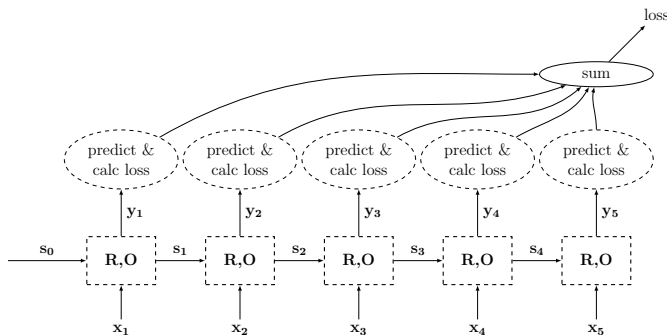 loss
sum
predict &
calc loss
predict &
calc loss
predict &
calc loss
predict &
calc loss
predict &
calc loss
y₁
y₂
y₃
y₄
y₅
s₀
R,O
s₁
R,O
s₂
R,O
s₃
R,O
s₄
R,O
x₁
x₂
x₃
x₄
x₅